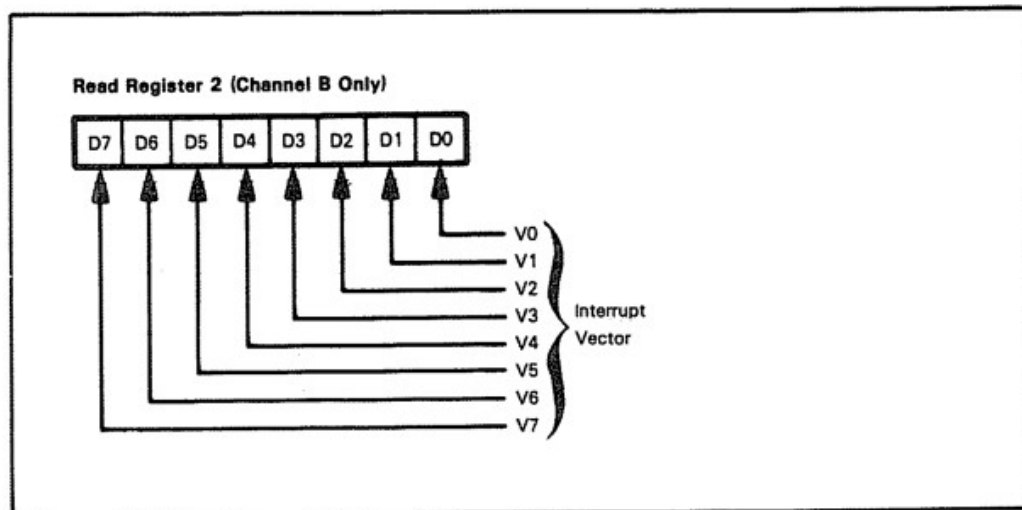 Read Register 2 (Channel B Only)
D7 D6 D5 D4 D3 D2 D1 D0
V0
V1
V2
V3
V4
V5
V6
V7
Interrupt
Vector